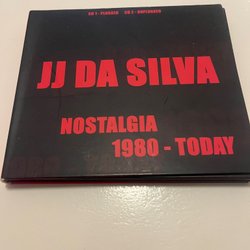 CD 1 - PLUGGED CD 2 - UNPLUGGED
JJ DA SILVA
NOSTALGIA
1980 - TODAY